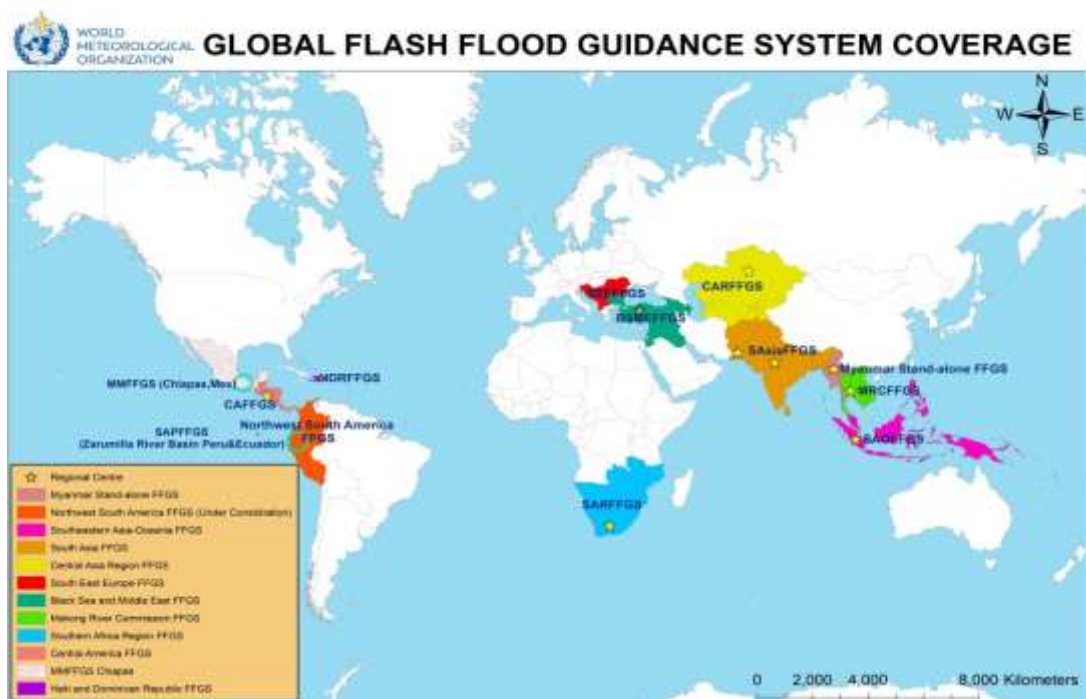 WORLD
METEOROLOGICAL
ORGANIZATION
GLOBAL FLASH FLOOD GUIDANCE SYSTEM COVERAGE
N
W E
S
CARFFGS
SAsiaFFGS
Myanmar Stand-alone FFGS
MRCFFGS
MMFFGS (Chiapas,Mex)
HDRFFGS
CAFFGS
Northwest South America
FFGS
SAPFFGS
(Zarumilla River Basin Peru&Ecuador)
SARFFGS
Regional Centre
Myanmar Stand-alone FFGS
Northwest South America FFGS (Under Consideration)
Southeastern Asia-Oceania FFGS
South Asia FFGS
Central Asia Region FFGS
South East Europe FFGS
Black Sea and Middle East FFGS
Mekong River Commission FFGS
Southern Africa Region FFGS
Central America FFGS
MMFFGS Chiapas
Haiti and Dominican Republic FFGS
0 2,000 4,000 8,000 Kilometers